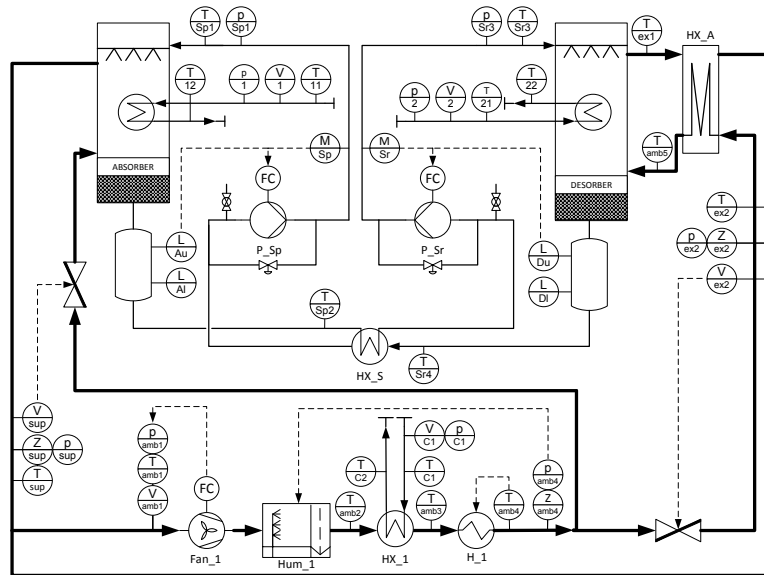 T
Sp1
p
Sp1
p
Sr3
T
Sr3
T
ex1
HX_A
T
12
p
1
V
1
T
11
p
2
V
2
T
21
T
22
T
amb5
ABSORBER
M
Sp
M
Sr
DESORBER
FC
FC
T
ex2
L
Au
P_Sp
P_Sr
L
Du
p
ex2
Z
ex2
L
Al
L
Dl
V
ex2
T
Sp2
HX_S
T
Sr4
V
sup
Z
sup
p
sup
T
sup
p
amb1
T
amb1
V
amb1
FC
Fan_1
Hum_1
T
amb2
T
C2
V
C1
p
C1
T
C1
HX_1
T
amb3
H_1
T
amb4
p
amb4
Z
amb4